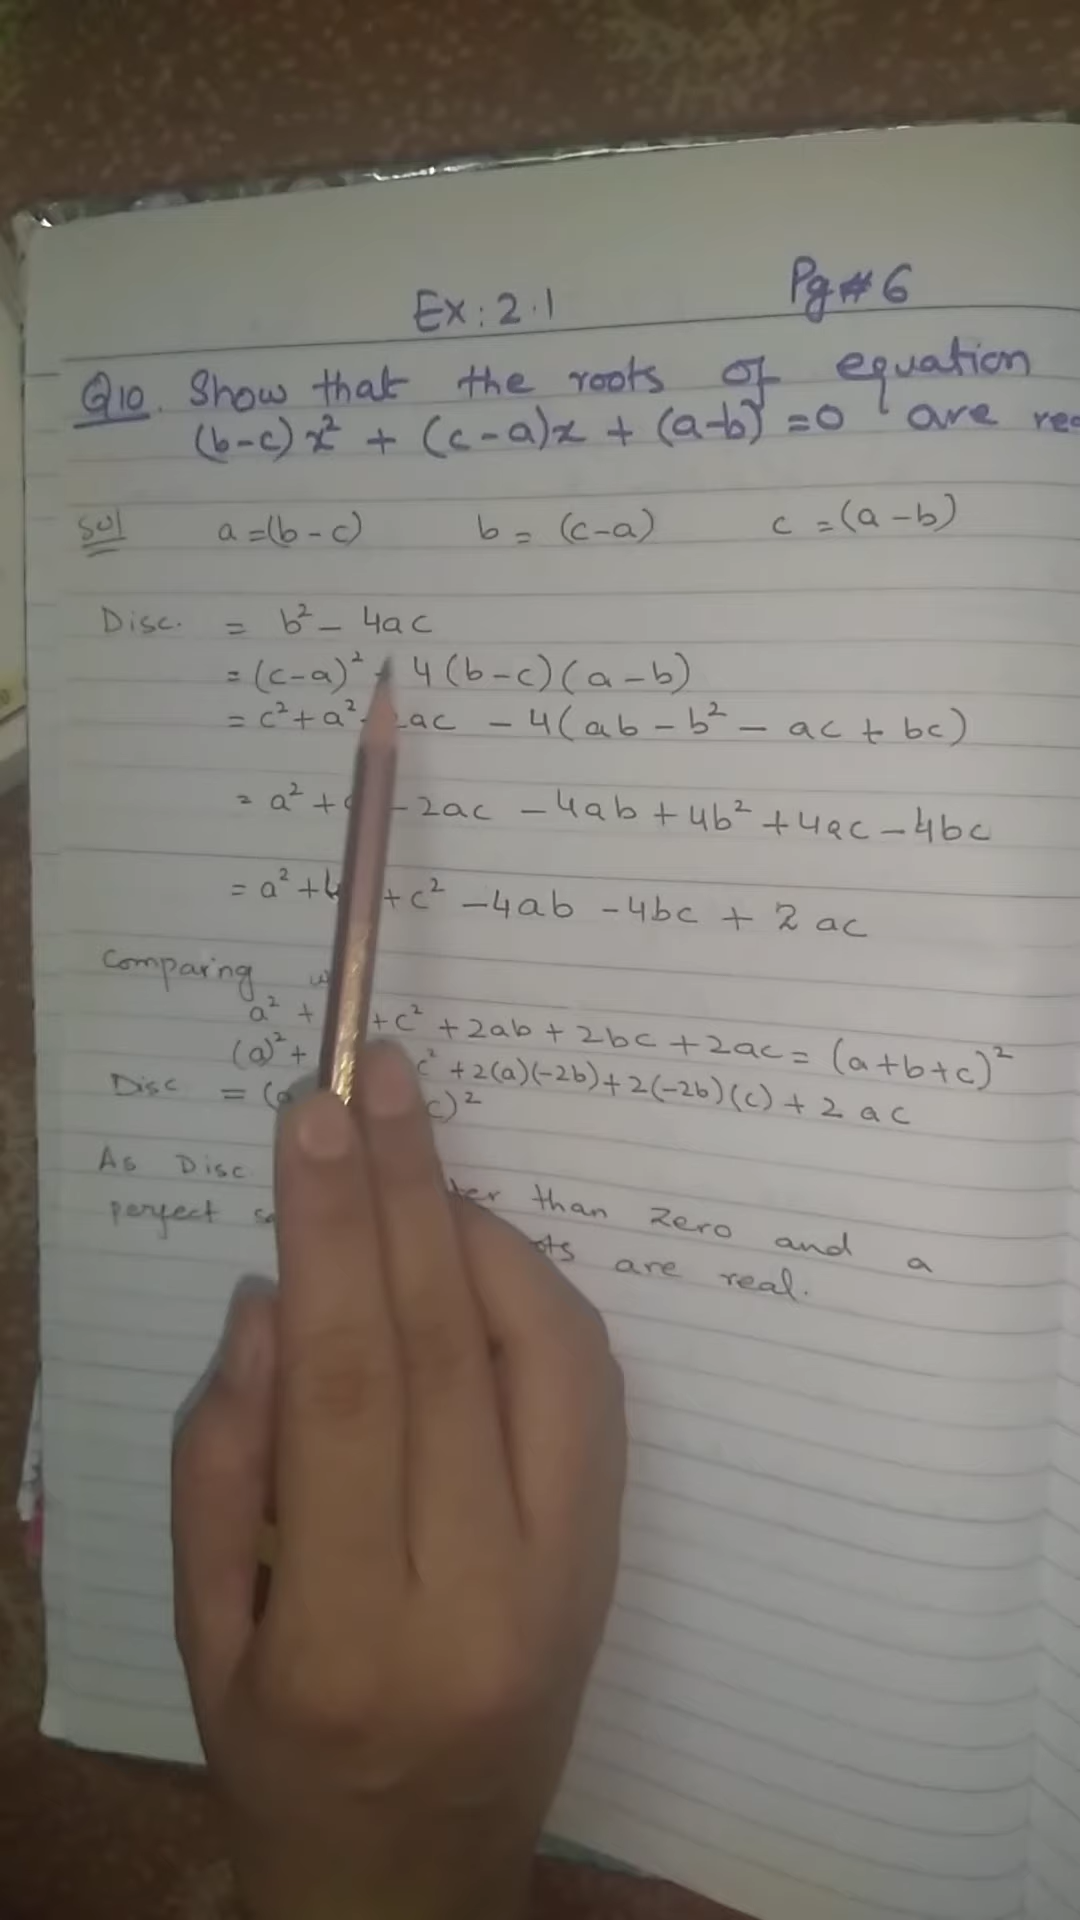 Ex: 2.1 Pg # 6
Q10. Show that the roots of equation
(b-c)x² + (c-a)x + (a-b) = 0 are
Sol a = (b-c) b = (c-a) c = (a-b)
Disc. = b² - 4ac
= (c-a)² - 4(b-c)(a-b)
= c² + a² - 2ac - 4(ab - b² - ac + bc)
= a² + - 2ac - 4ab + 4b² + 4ac - 4bc
= a² + + c² - 4ab - 4bc + 2ac
Comparing
a² + + c² + 2ab + 2bc + 2ac = (a+b+c)²
(a)² + c² + 2(a)(-2b) + 2(-2b)(c) + 2ac
Disc = ( c)²
As Disc than zero and a
perfect are real.